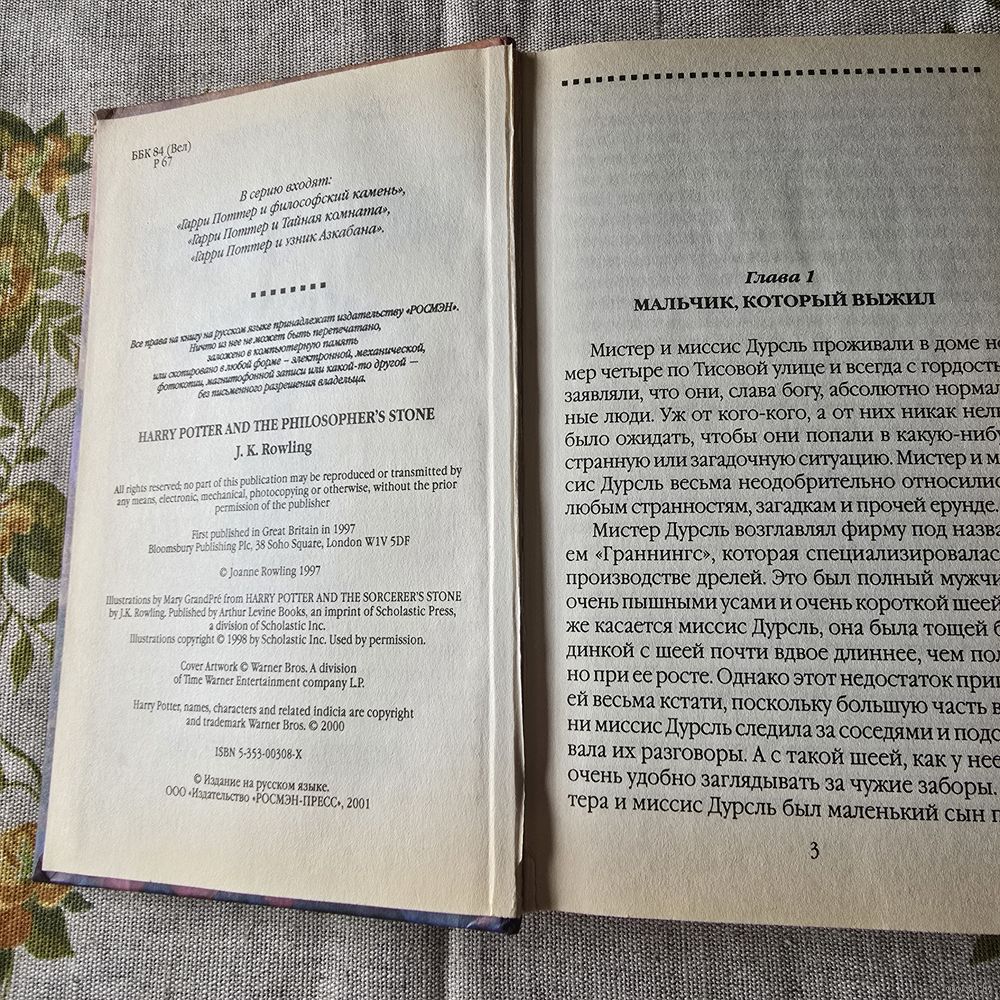 ББК 84 (Вел)
Р 67
В серию входят:
«Гарри Поттер и философский камень»,
«Гарри Поттер и Тайная комната»,
«Гарри Поттер и узник Азкабана».
Все права на книгу на русском языке принадлежат издательству «РОСМЭН».
Ничто из нее не может быть перепечатано,
заложено в компьютерную память
или скопировано в любой форме – электронной, механической,
фотокопии, магнитофонной записи или какой-то другой —
без письменного разрешения владельца.
HARRY POTTER AND THE PHILOSOPHER'S STONE
J. K. Rowling
All rights reserved; no part of this publication may be reproduced or transmitted by
any means, electronic, mechanical, photocopying or otherwise, without the prior
permission of the publisher
First published in Great Britain in 1997
Bloomsbury Publishing Plc, 38 Soho Square, London W1V 5DF
© Joanne Rowling 1997
Illustrations by Mary GrandPré from HARRY POTTER AND THE SORCERER'S STONE
by J.K. Rowling. Published by Arthur Levine Books, an imprint of Scholastic Press,
a division of Scholastic Inc.
Illustrations copyright © 1998 by Scholastic Inc. Used by permission.
Cover Artwork © Warner Bros. A division
of Time Warner Entertainment company L.P.
Harry Potter, names, characters and related indicia are copyright
and trademark Warner Bros. © 2000
ISBN 5-353-00308-X
© Издание на русском языке.
ООО «Издательство «РОСМЭН-ПРЕСС», 2001
Глава 1
МАЛЬЧИК, КОТОРЫЙ ВЫЖИЛ
Мистер и миссис Дурсль проживали в доме но
мер четыре по Тисовой улице и всегда с гордость
заявляли, что они, слава богу, абсолютно нормал
ные люди. Уж от кого-кого, а от них никак нель
было ожидать, чтобы они попали в какую-нибу
странную или загадочную ситуацию. Мистер и м
сис Дурсль весьма неодобрительно относилис
любым странностям, загадкам и прочей ерунде.
Мистер Дурсль возглавлял фирму под назва
ем «Граннингс», которая специализировалас
производстве дрелей. Это был полный мужчи
очень пышными усами и очень короткой шеей
же касается миссис Дурсль, она была тощей б
динкой с шеей почти вдвое длиннее, чем пол
но при ее росте. Однако этот недостаток при
ей весьма кстати, поскольку большую часть в
ни миссис Дурсль следила за соседями и подс
вала их разговоры. А с такой шеей, как у нее
очень удобно заглядывать за чужие заборы.
тера и миссис Дурсль был маленький сын п
3